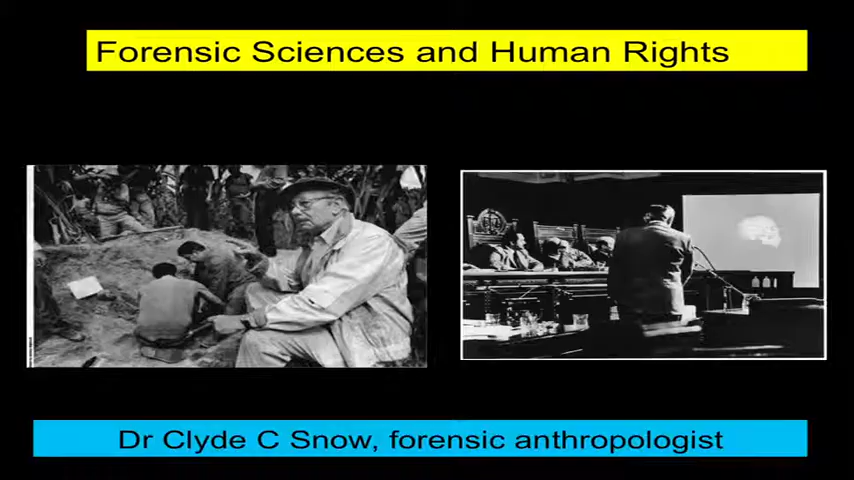 Forensic Sciences and Human Rights
Dr Clyde C Snow, forensic anthropologist